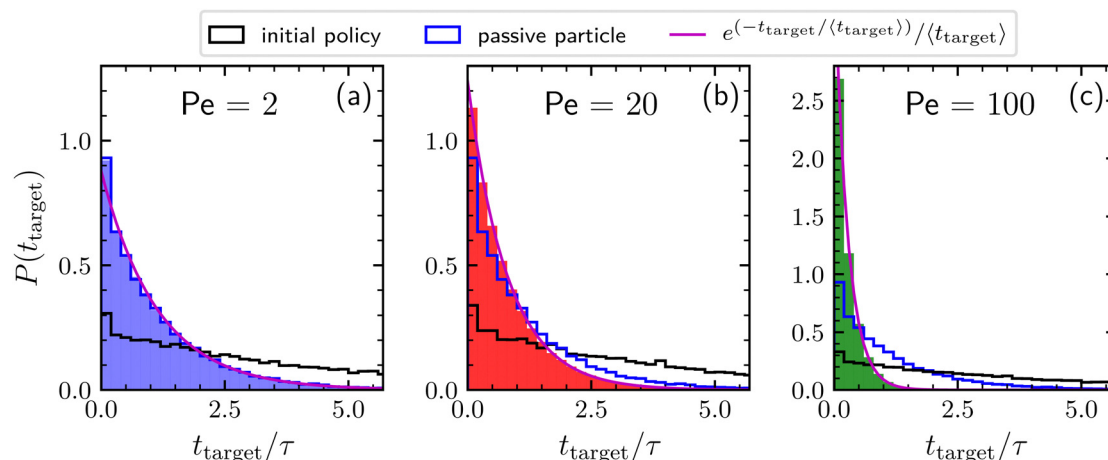 initial policy passive particle e^{(-t_target/⟨t_target⟩)}/⟨t_target⟩
Pe = 2 (a) Pe = 20 (b) Pe = 100 (c)
P(t_target)
1.0 0.5 0.0
1.0 0.5 0.0
2.5 2.0 1.5 1.0 0.5 0.0
0.0 2.5 5.0 0.0 2.5 5.0 0.0 2.5 5.0
t_target/τ t_target/τ t_target/τ